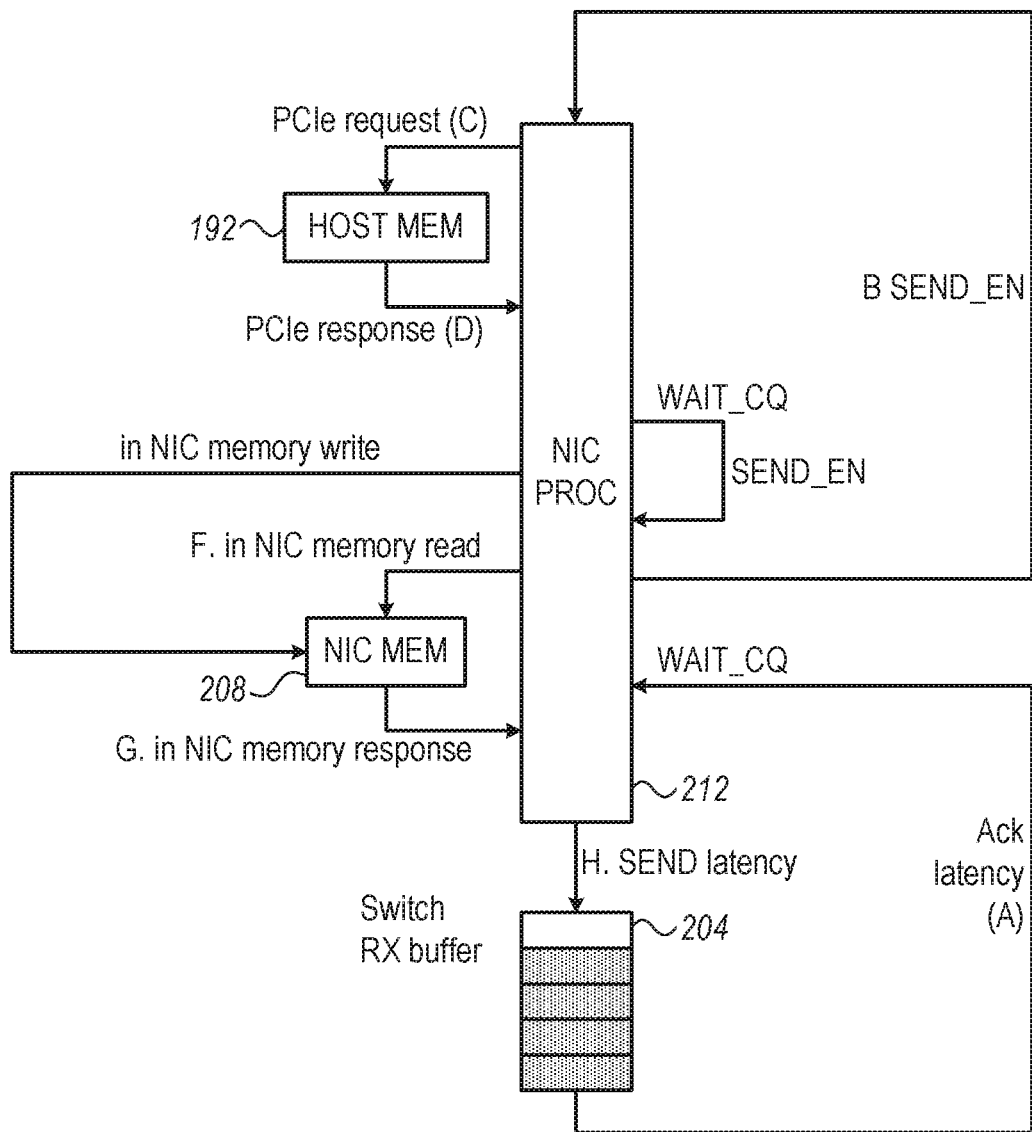 PCIe request (C)
192
HOST MEM
PCIe response (D)
B SEND_EN
WAIT_CQ
SEND_EN
NIC
PROC
in NIC memory write
F. in NIC memory read
NIC MEM
208
G. in NIC memory response
WAIT_CQ
212
H. SEND latency
Ack
latency
(A)
Switch
RX buffer
204